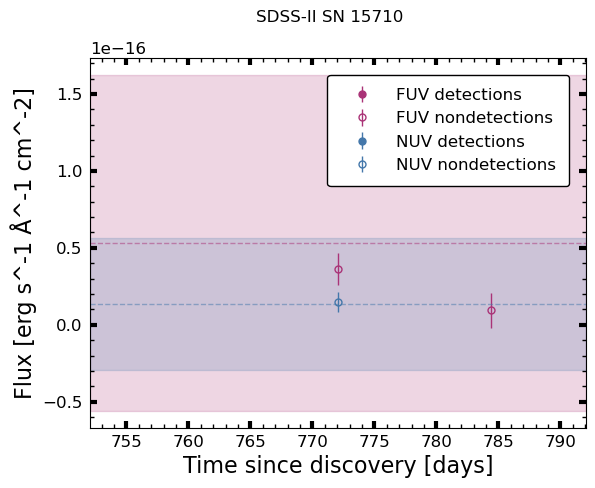 SDSS-II SN 15710
1e−16
FUV detections
FUV nondetections
NUV detections
NUV nondetections
1.5
1.0
0.5
0.0
−0.5
Flux [erg s^-1 Å^-1 cm^-2]
755 760 765 770 775 780 785 790
Time since discovery [days]